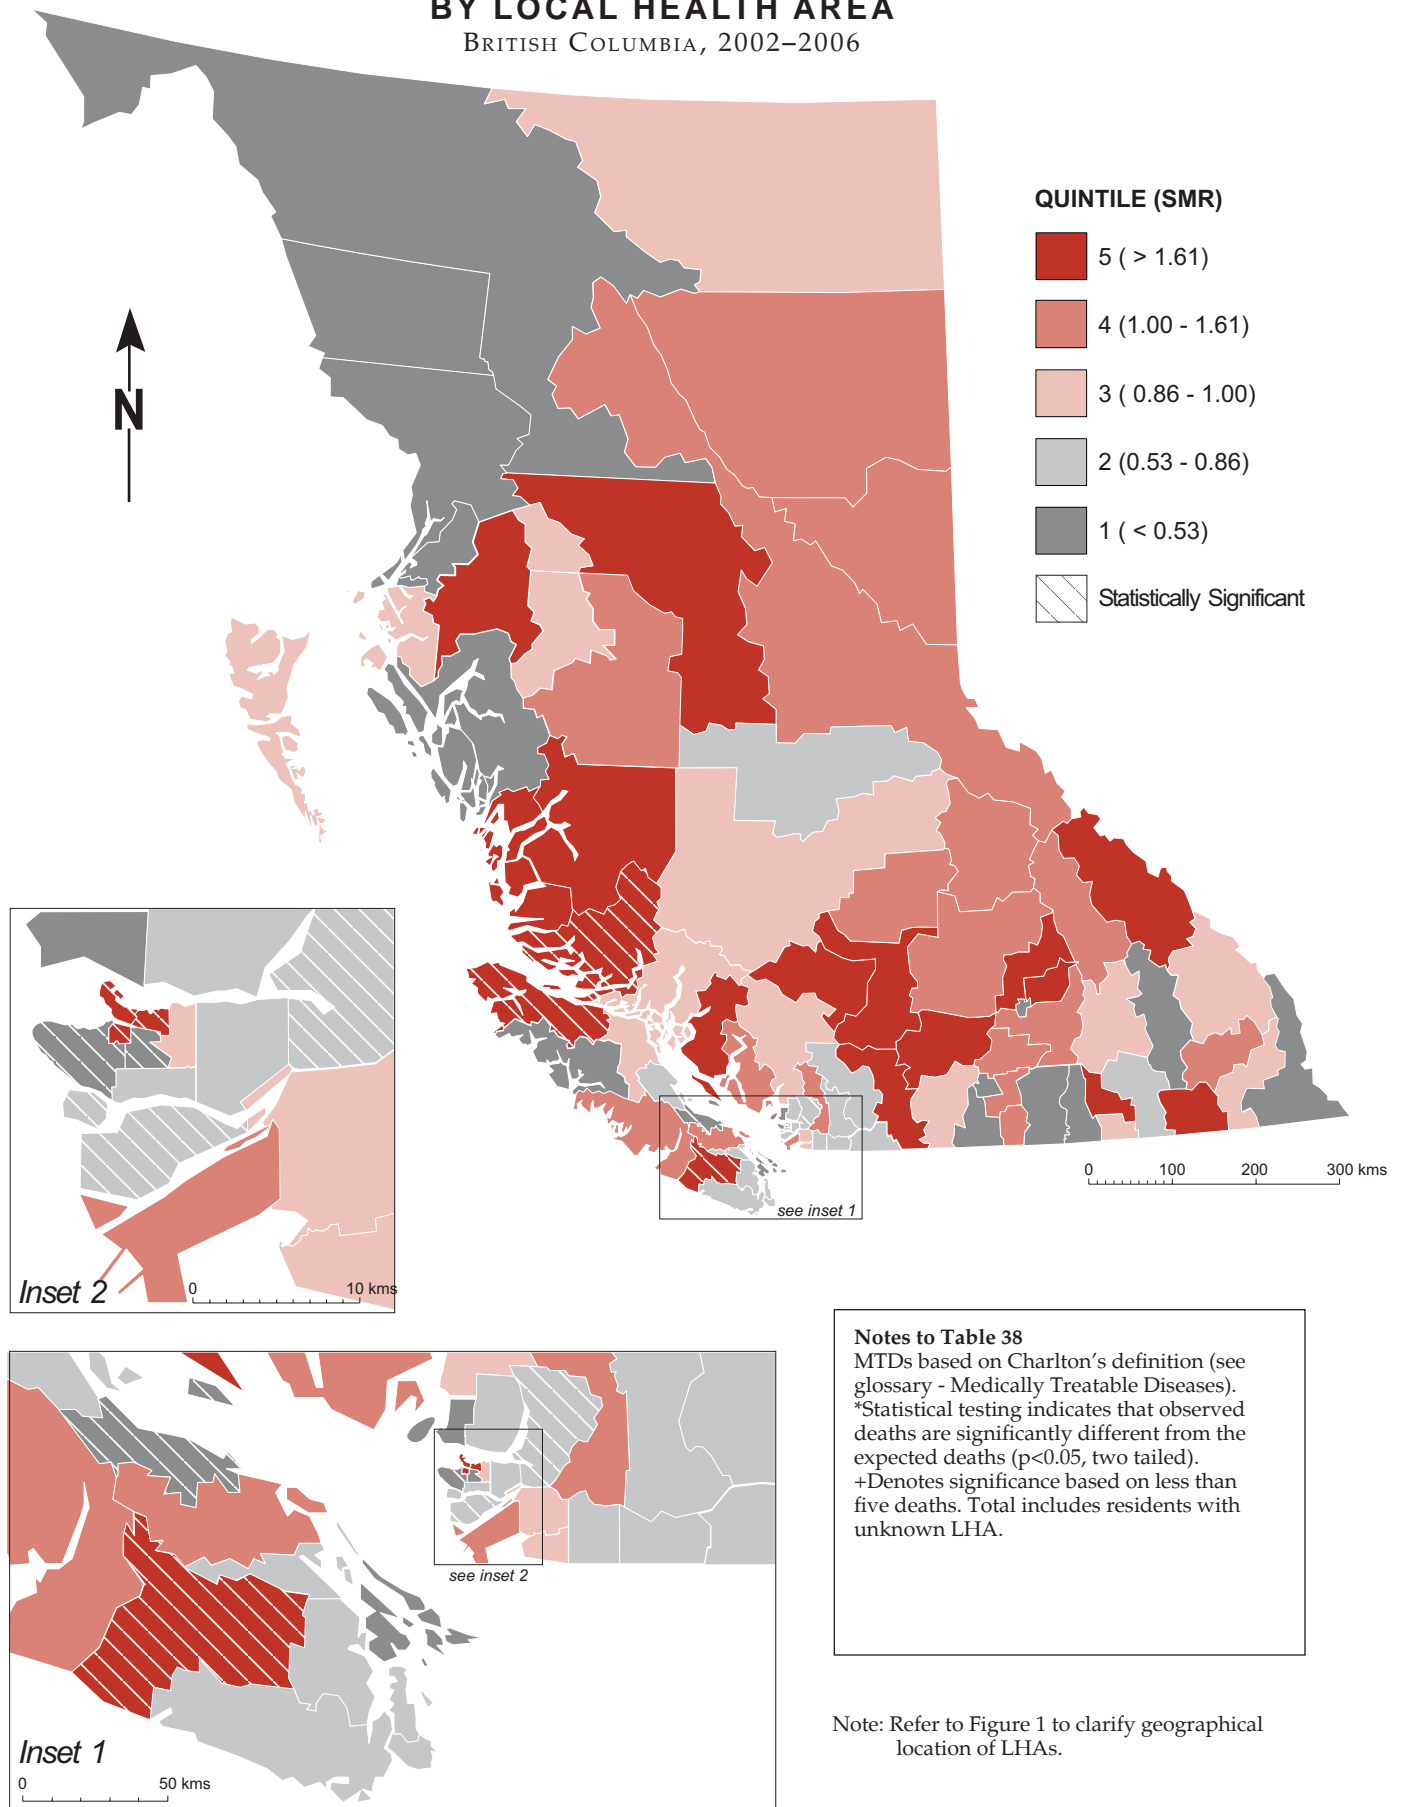 BY LOCAL HEALTH AREA
BRITISH COLUMBIA, 2002–2006
QUINTILE (SMR)
5 ( > 1.61)
4 (1.00 - 1.61)
3 ( 0.86 - 1.00)
2 (0.53 - 0.86)
1 ( < 0.53)
Statistically Significant
N
0 100 200 300 kms
see inset 1
Inset 2
0 10 kms
Notes to Table 38
MTDs based on Charlton’s definition (see
glossary - Medically Treatable Diseases).
*Statistical testing indicates that observed
deaths are significantly different from the
expected deaths (p<0.05, two tailed).
+Denotes significance based on less than
five deaths. Total includes residents with
unknown LHA.
see inset 2
Inset 1
0 50 kms
Note: Refer to Figure 1 to clarify geographical
location of LHAs.